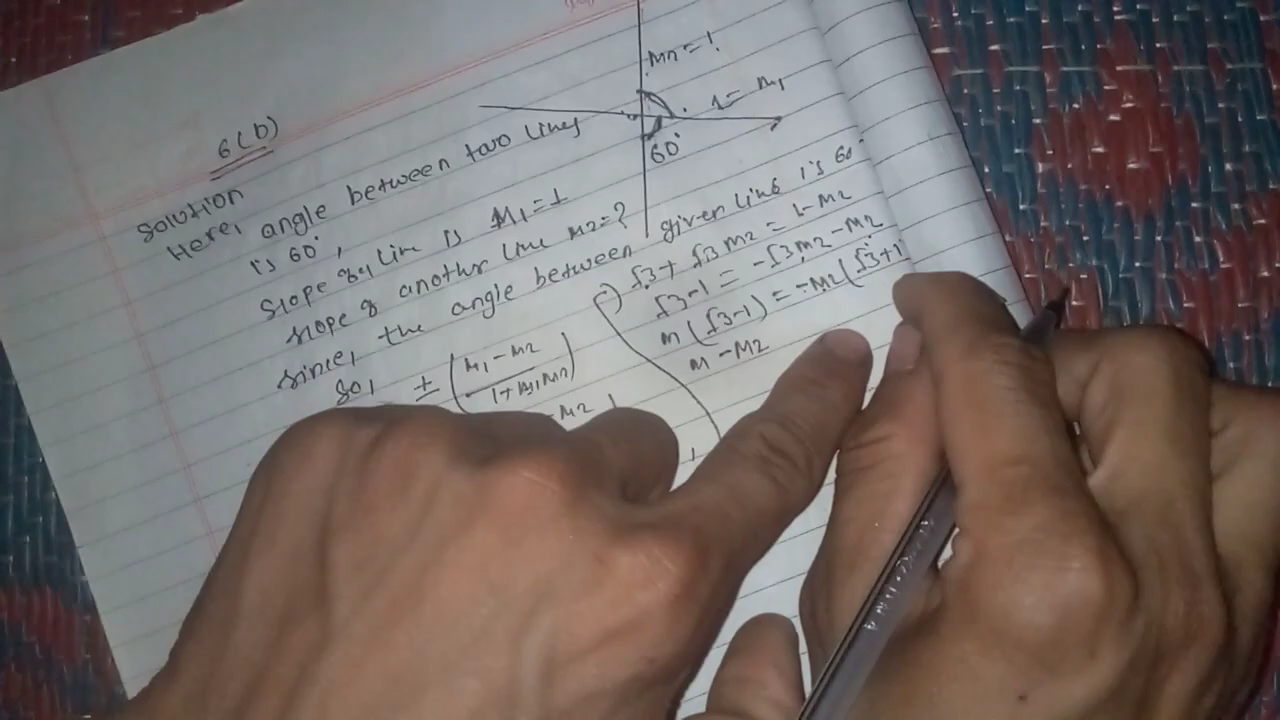 6(b)
Mn=!
1= M1
60°
Solution
Here, angle between two lines
is 60°,
slope of line is M1=1
slope of another line m2=?
since, the angle between given line is 60°
so, ± (M1-M2 / 1+M1Mn)
-M2
√3+ √3m2 = 1-M2
√3-1 = -√3m2-M2
m (√3-1) = -M2(√3+1
m -M2